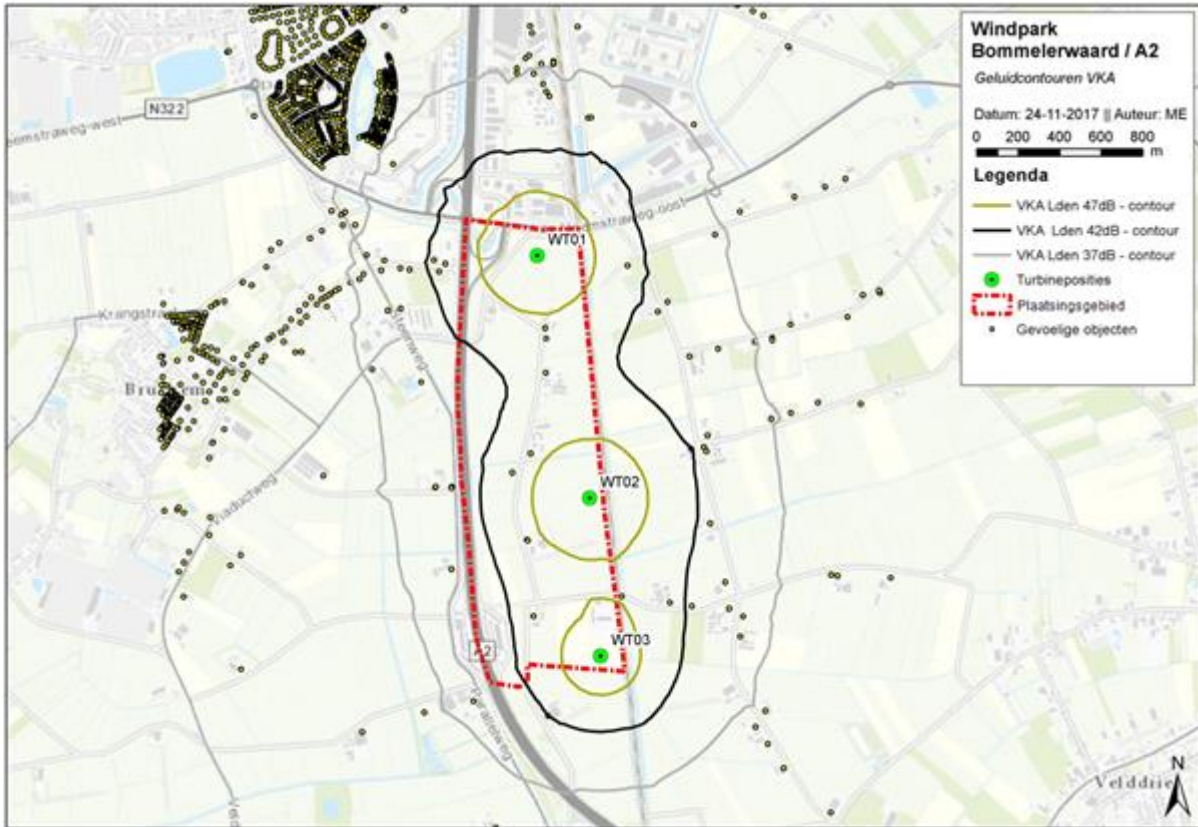 Windpark
Bommelerwaard / A2
Geluidcontouren VKA
Datum: 24-11-2017 || Auteur: ME
0 200 400 600 800
m
Legenda
VKA Lden 47dB - contour
VKA Lden 42dB - contour
VKA Lden 37dB - contour
Turbineposities
Plaatsingsgebied
Gevoelige objecten
N322
WT01
Krangstraat
Steenweg
WT02
Viaductweg
WT03
A2
Parallelweg
N